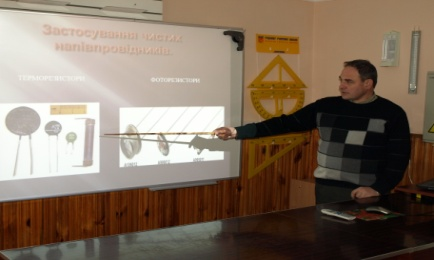 Застосування чистих
напівпровідників.
ТЕРМОРЕЗИСТОРИ
ФОТОРЕЗИСТОРИ